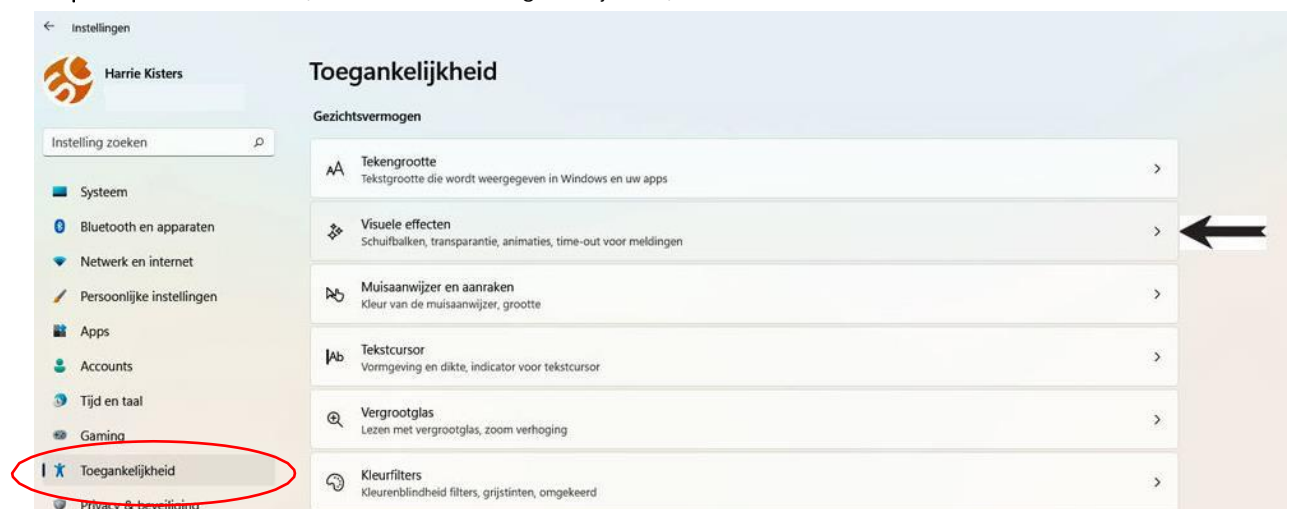 Instellingen
Harrie Kisters
Instelling zoeken
Systeem
Bluetooth en apparaten
Netwerk en internet
Persoonlijke instellingen
Apps
Accounts
Tijd en taal
Gaming
Toegankelijkheid
Privacy & beveiliging
Toegankelijkheid
Gezichtsvermogen
Tekengrootte
Tekstgrootte die wordt weergegeven in Windows en uw apps
Visuele effecten
Schuifbalken, transparantie, animaties, time-out voor meldingen
Muisaanwijzer en aanraken
Kleur van de muisaanwijzer, grootte
Tekstcursor
Vormgeving en dikte, indicator voor tekstcursor
Vergrootglas
Lezen met vergrootglas, zoom verhoging
Kleurfilters
Kleurenblindheid filters, grijstinten, omgekeerd